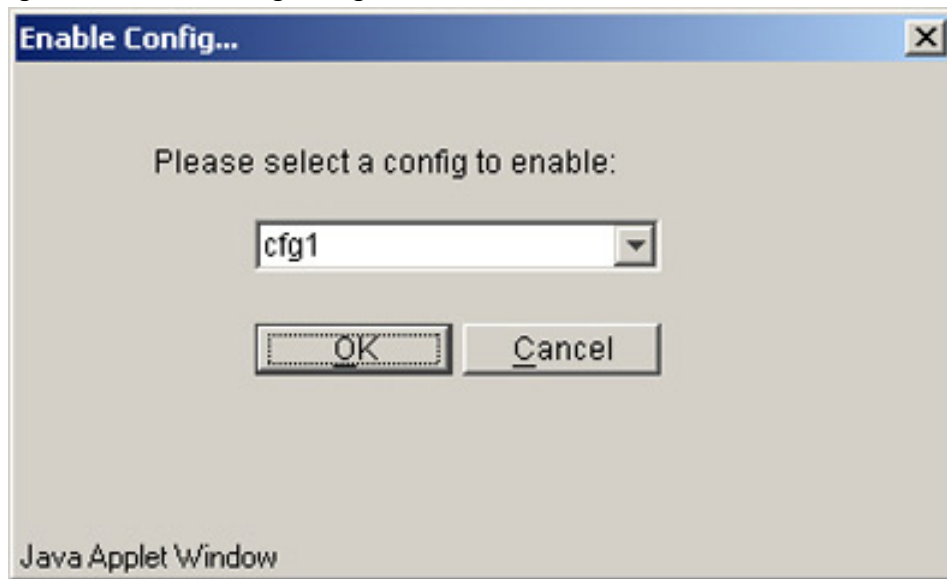 Enable Config...
Please select a config to enable:
cfg1
OK
Cancel
Java Applet Window